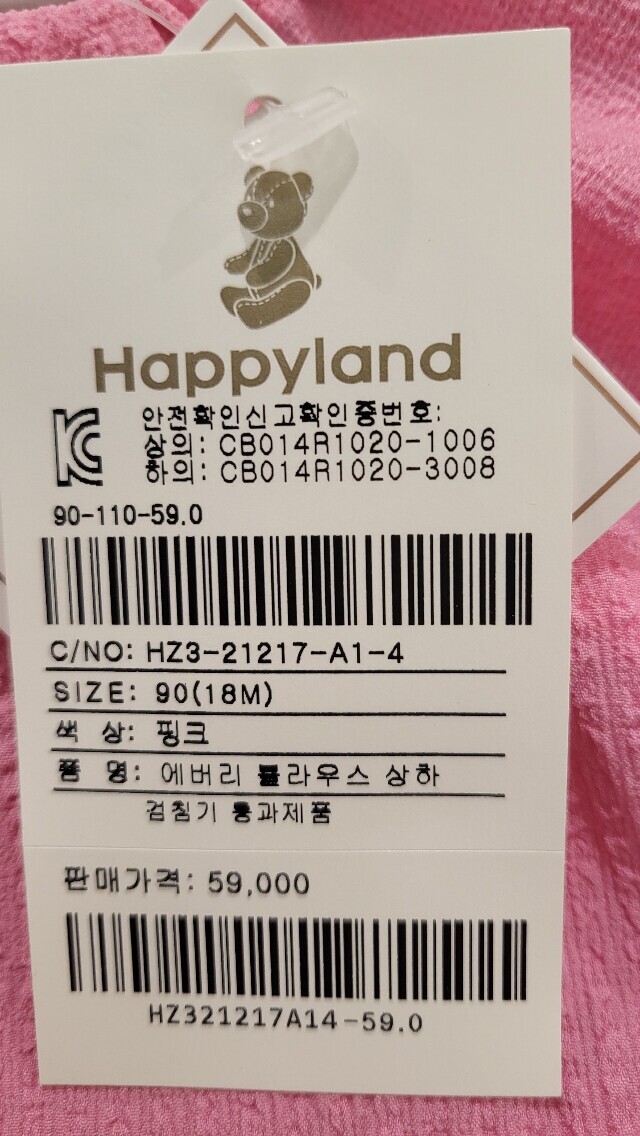 Happyland
안전확인신고확인증번호:
상의: CB014R1020-1006
하의: CB014R1020-3008
90-110-59.0
C/NO: HZ3-21217-A1-4
SIZE: 90(18M)
색 상: 핑크
품 명: 에버리 블라우스 상하
검침기 통과제품
판매가격: 59,000
HZ321217A14-59.0